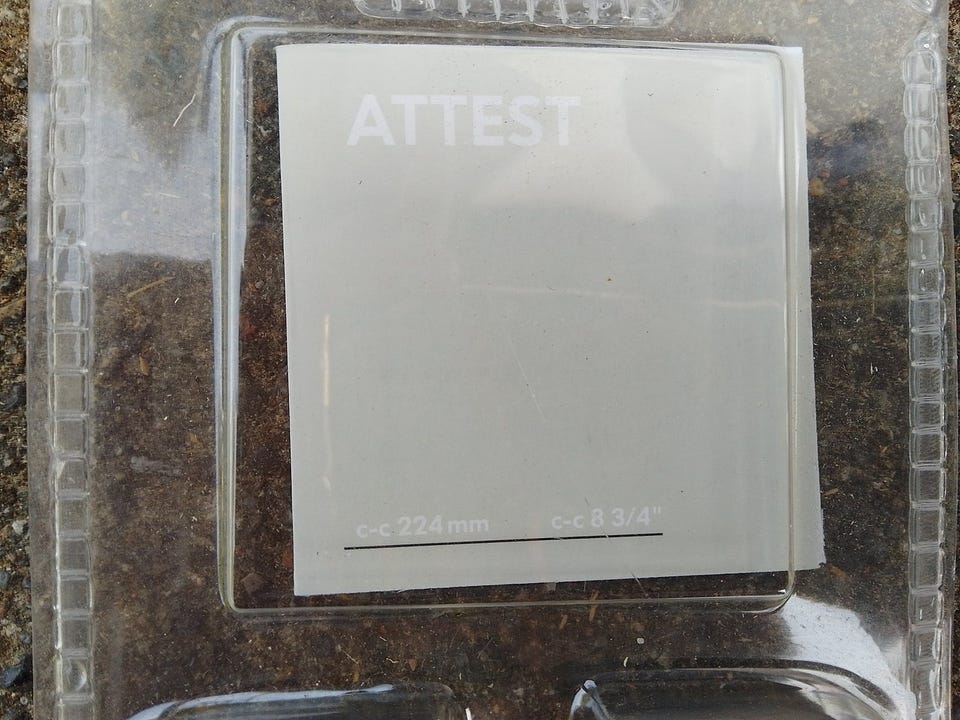 ATTEST
c-c 224 mm c-c 8 3/4"